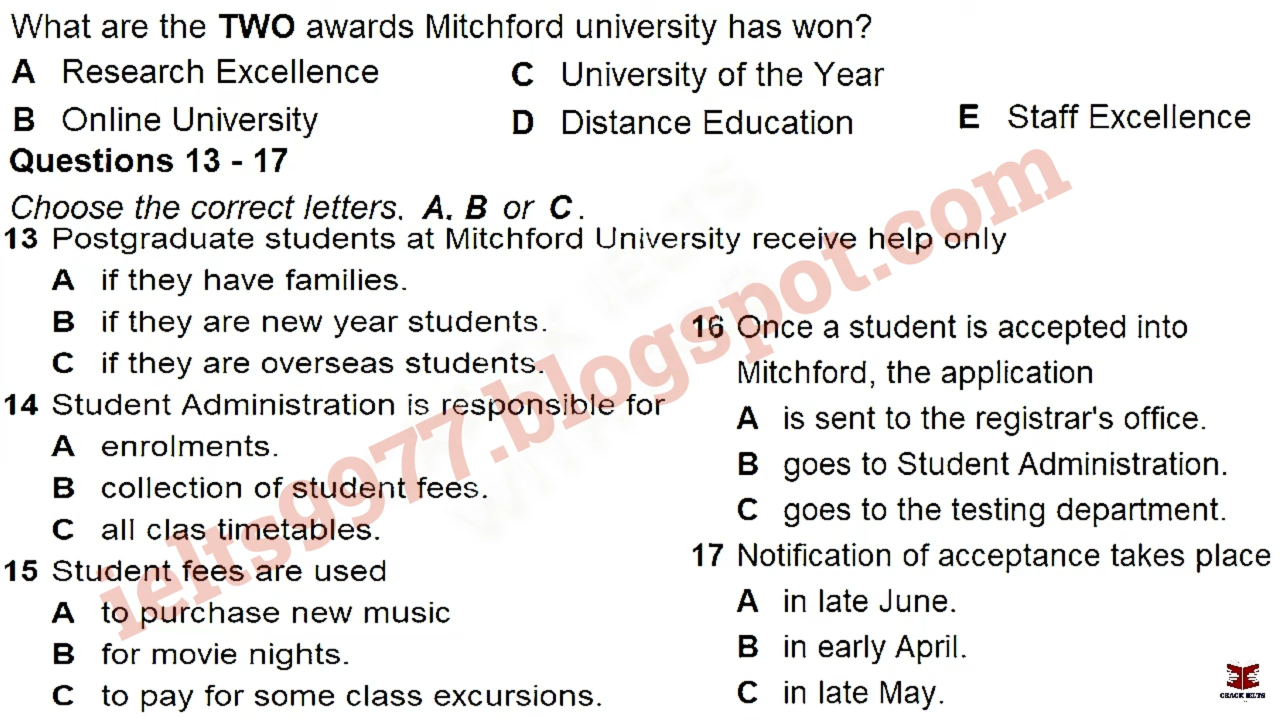 What are the TWO awards Mitchford university has won?
A Research Excellence
B Online University
C University of the Year
D Distance Education
E Staff Excellence
Questions 13 - 17
Choose the correct letters, A, B or C.
13 Postgraduate students at Mitchford University receive help only
A if they have families.
B if they are new year students.
C if they are overseas students.
14 Student Administration is responsible for
A enrolments.
B collection of student fees.
C all clas timetables.
15 Student fees are used
A to purchase new music
B for movie nights.
C to pay for some class excursions.
16 Once a student is accepted into
Mitchford, the application
A is sent to the registrar's office.
B goes to Student Administration.
C goes to the testing department.
17 Notification of acceptance takes place
A in late June.
B in early April.
C in late May.
ielts9977.blogspot.com
CRACK IELTS